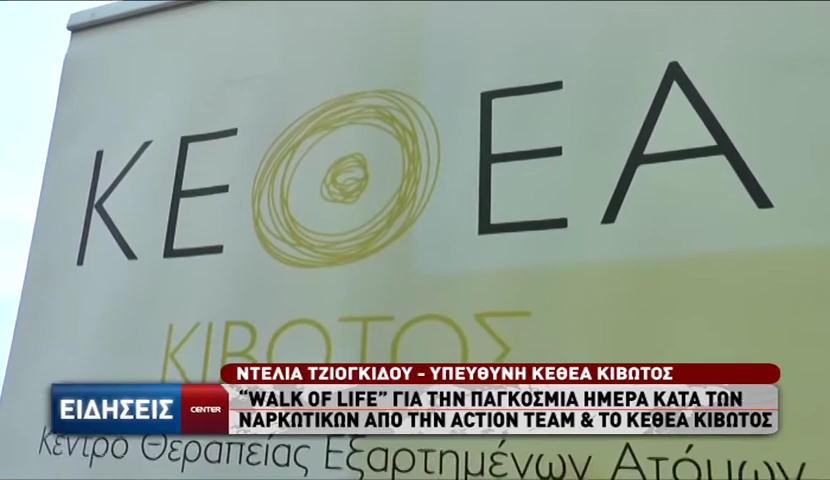 ΚΕΘΕΑ
ΚΙΒΩΤΟΣ
ΝΤΕΛΙΑ ΤΖΙΟΓΚΙΔΟΥ - ΥΠΕΥΘΥΝΗ ΚΕΘΕΑ ΚΙΒΩΤΟΣ
ΕΙΔΗΣΕΙΣ CENTER
“WALK OF LIFE” ΓΙΑ ΤΗΝ ΠΑΓΚΟΣΜΙΑ ΗΜΕΡΑ ΚΑΤΑ ΤΩΝ
ΝΑΡΚΩΤΙΚΩΝ ΑΠΟ ΤΗΝ ACTION TEAM & ΤΟ ΚΕΘΕΑ ΚΙΒΩΤΟΣ
Κέντρο Θεραπείας Εξαρτημένων Ατόμων